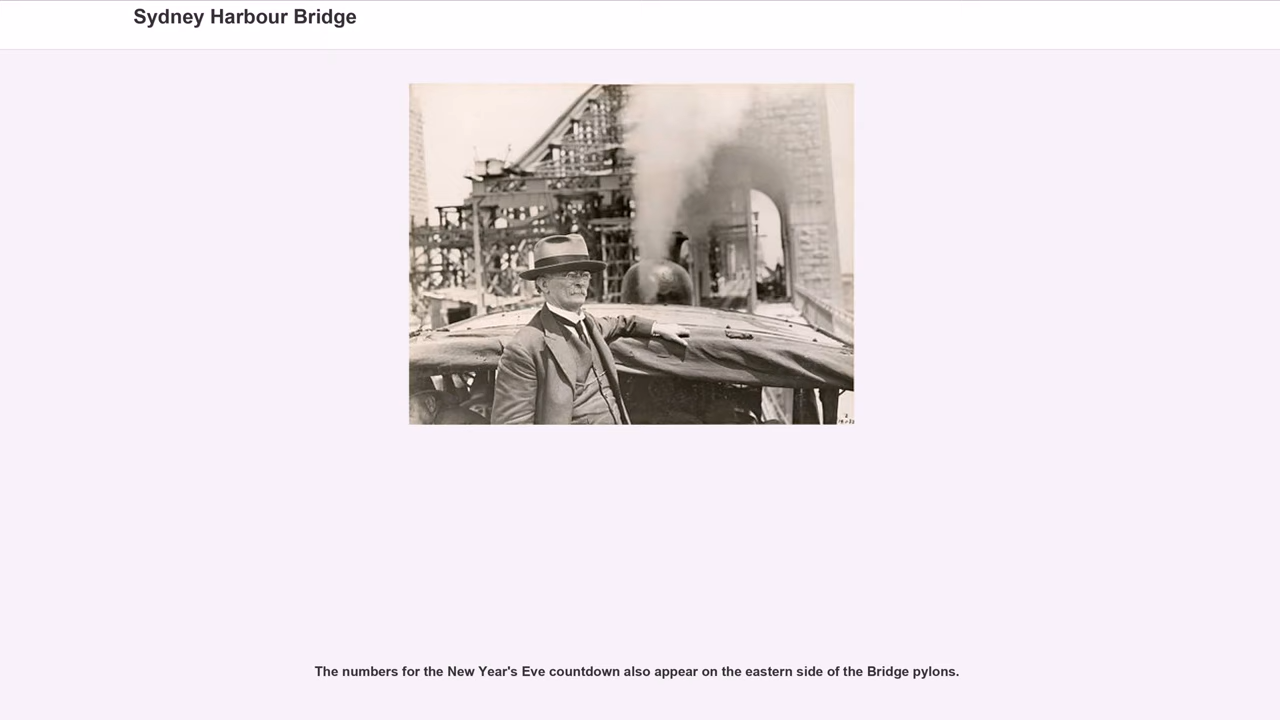 Sydney Harbour Bridge
The numbers for the New Year's Eve countdown also appear on the eastern side of the Bridge pylons.